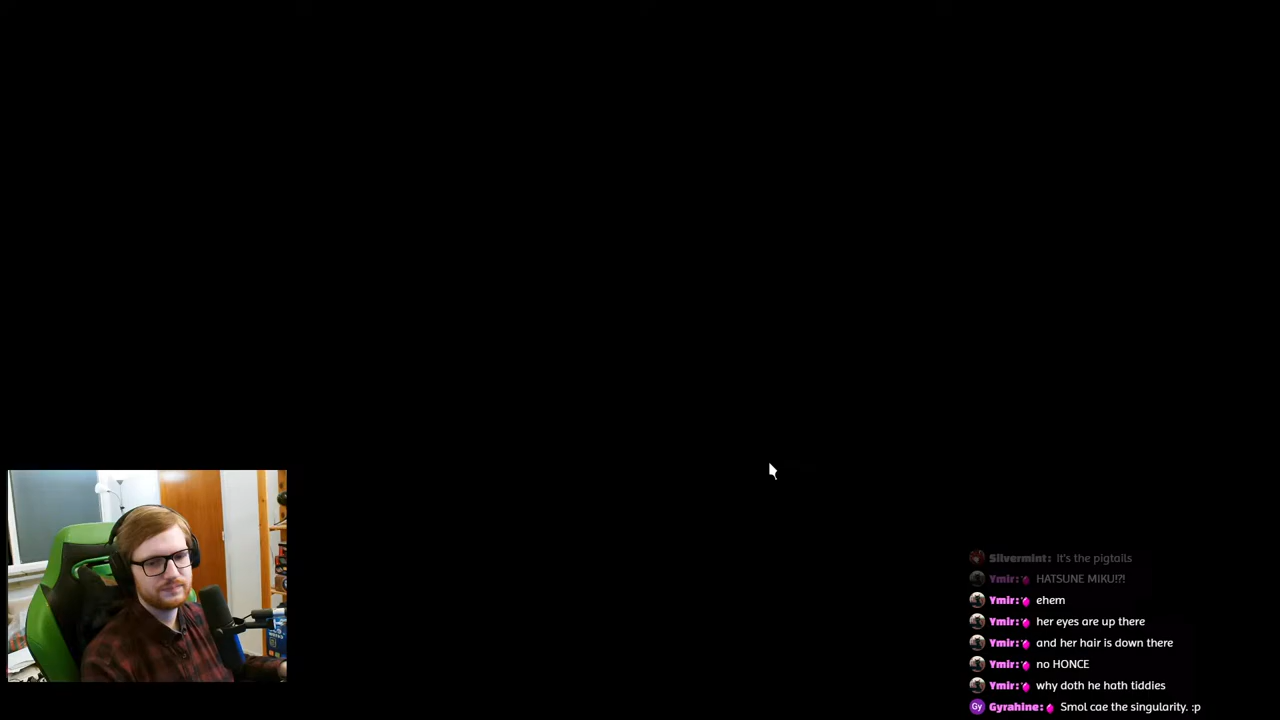 Silvermint: It's the pigtails
Ymir: HATSUNE MIKU!?!
Ymir: ehem
Ymir: her eyes are up there
Ymir: and her hair is down there
Ymir: no HONCE
Ymir: why doth he hath tiddies
Gy Gyrahine: Smol cae the singularity. :p